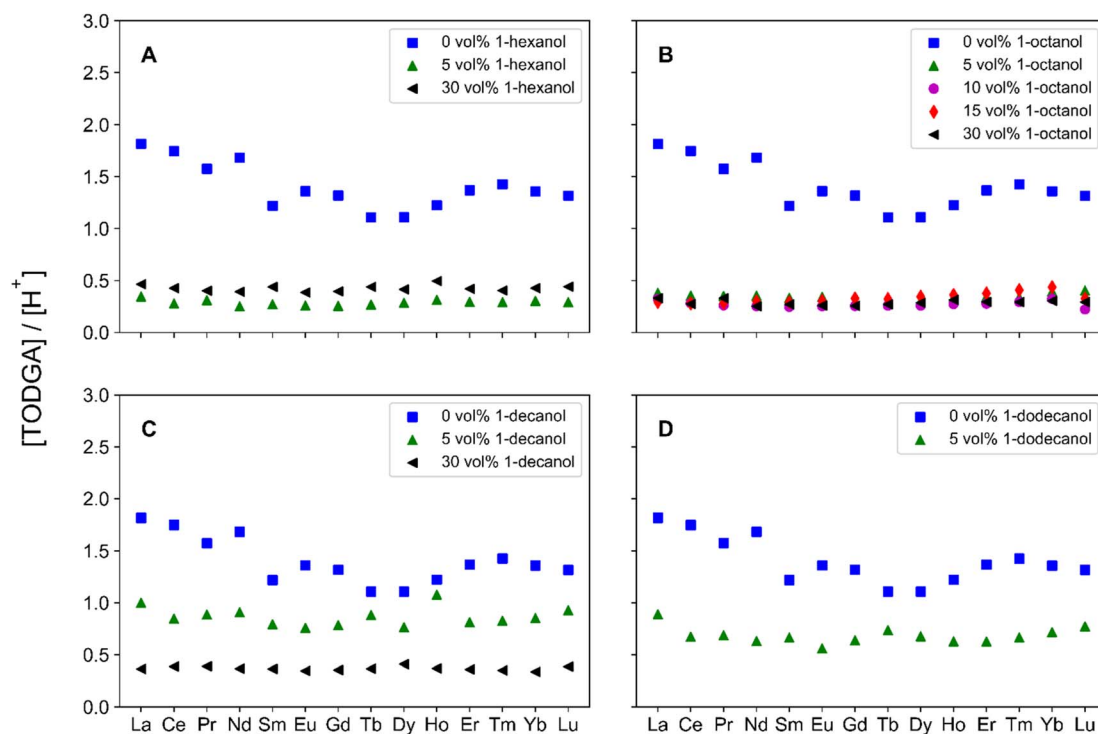 [TODGA] / [H+]
3.0
2.5
2.0
1.5
1.0
0.5
0.0
A
0 vol% 1-hexanol
5 vol% 1-hexanol
30 vol% 1-hexanol
B
0 vol% 1-octanol
5 vol% 1-octanol
10 vol% 1-octanol
15 vol% 1-octanol
30 vol% 1-octanol
3.0
2.5
2.0
1.5
1.0
0.5
0.0
C
0 vol% 1-decanol
5 vol% 1-decanol
30 vol% 1-decanol
D
0 vol% 1-dodecanol
5 vol% 1-dodecanol
La Ce Pr Nd Sm Eu Gd Tb Dy Ho Er Tm Yb Lu
La Ce Pr Nd Sm Eu Gd Tb Dy Ho Er Tm Yb Lu